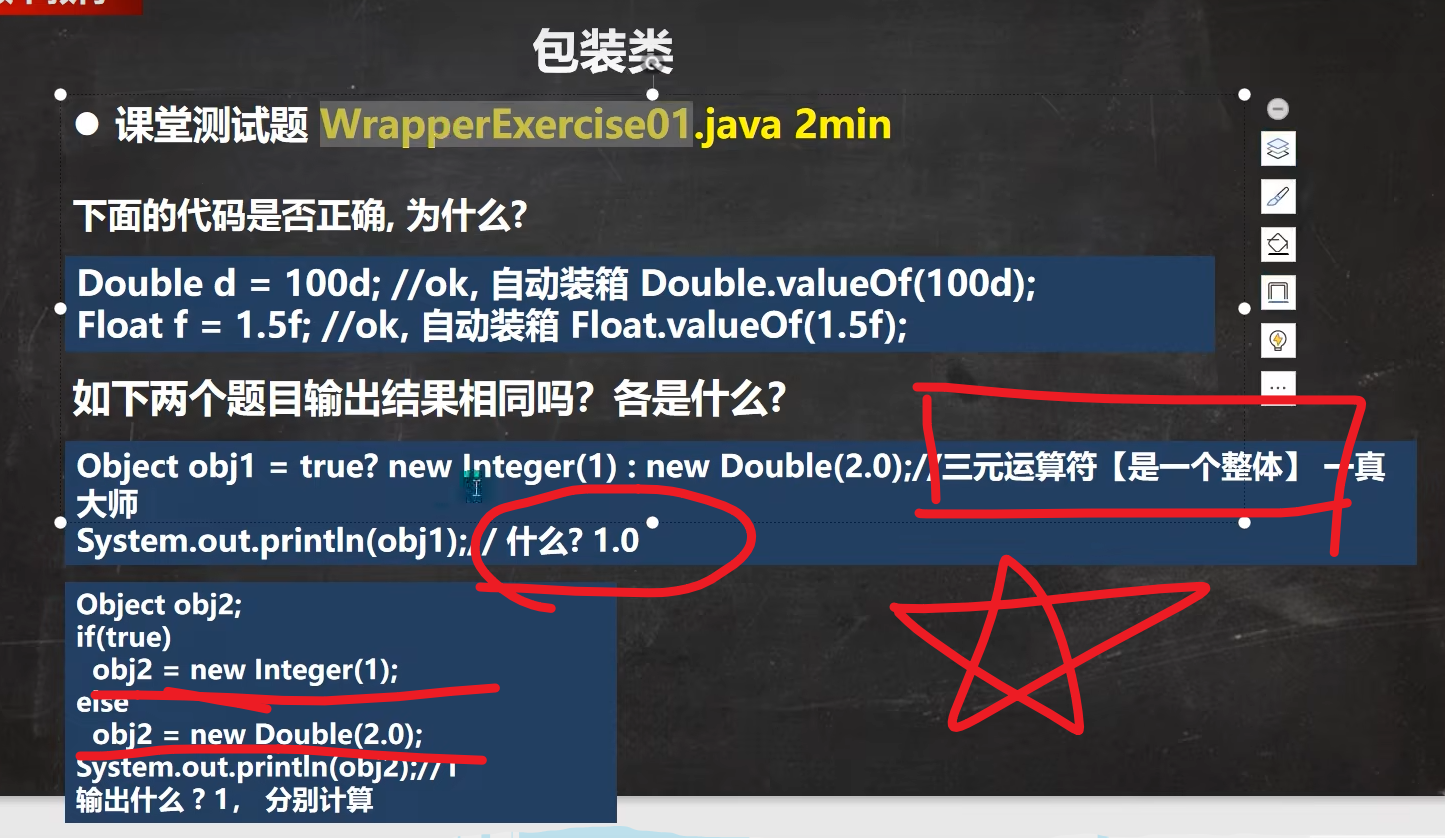 包装类
● 课堂测试题 WrapperExercise01.java 2min
下面的代码是否正确, 为什么?
Double d = 100d; //ok, 自动装箱 Double.valueOf(100d);
Float f = 1.5f; //ok, 自动装箱 Float.valueOf(1.5f);
如下两个题目输出结果相同吗？各是什么?
Object obj1 = true? new Integer(1) : new Double(2.0);//三元运算符【是一个整体】 一真
大师
System.out.println(obj1);// 什么? 1.0
Object obj2;
if(true)
obj2 = new Integer(1);
else
obj2 = new Double(2.0);
System.out.println(obj2);//1
输出什么 ? 1， 分别计算